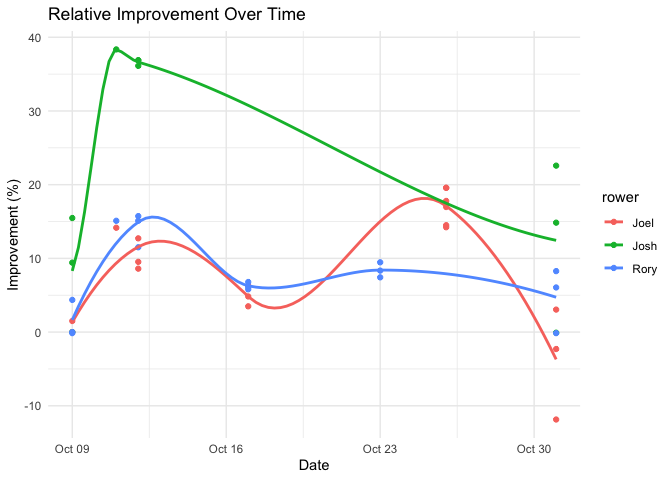 Relative Improvement Over Time
40
30
20
10
0
-10
Improvement (%)
Oct 09
Oct 16
Oct 23
Oct 30
Date
rower
Joel
Josh
Rory